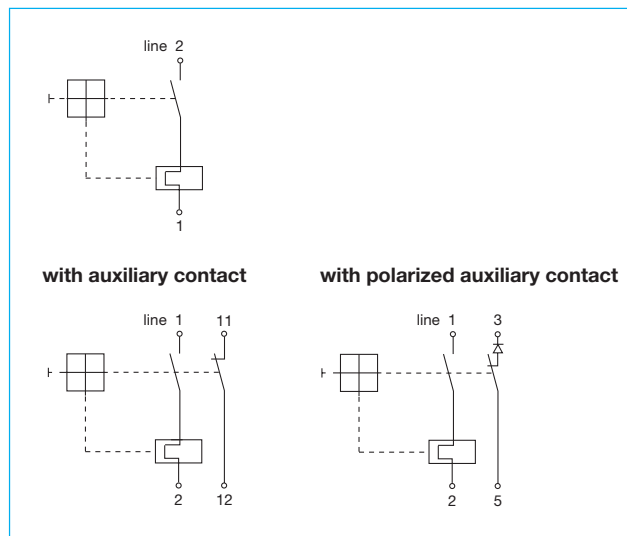 line 2
1
with auxiliary contact
with polarized auxiliary contact
line 1 11
line 1 3
2 12
2 5